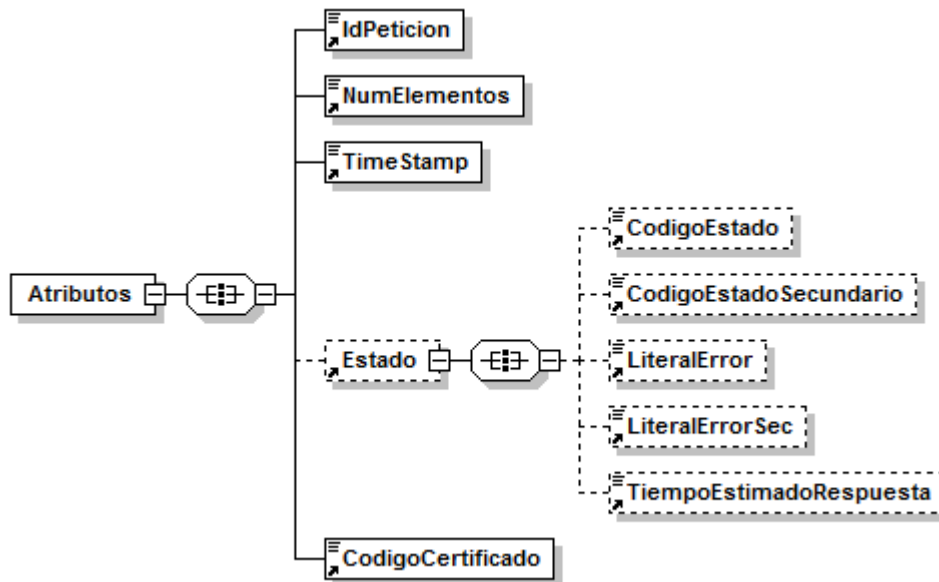 IdPeticion
NumElementos
TimeStamp
CodigoEstado
CodigoEstadoSecundario
Atributos
Estado
LiteralError
LiteralErrorSec
TiempoEstimadoRespuesta
CodigoCertificado